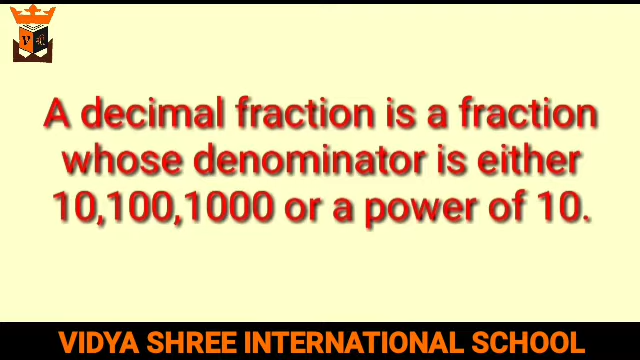 A decimal fraction is a fraction
whose denominator is either
10,100,1000 or a power of 10.
VIDYA SHREE INTERNATIONAL SCHOOL